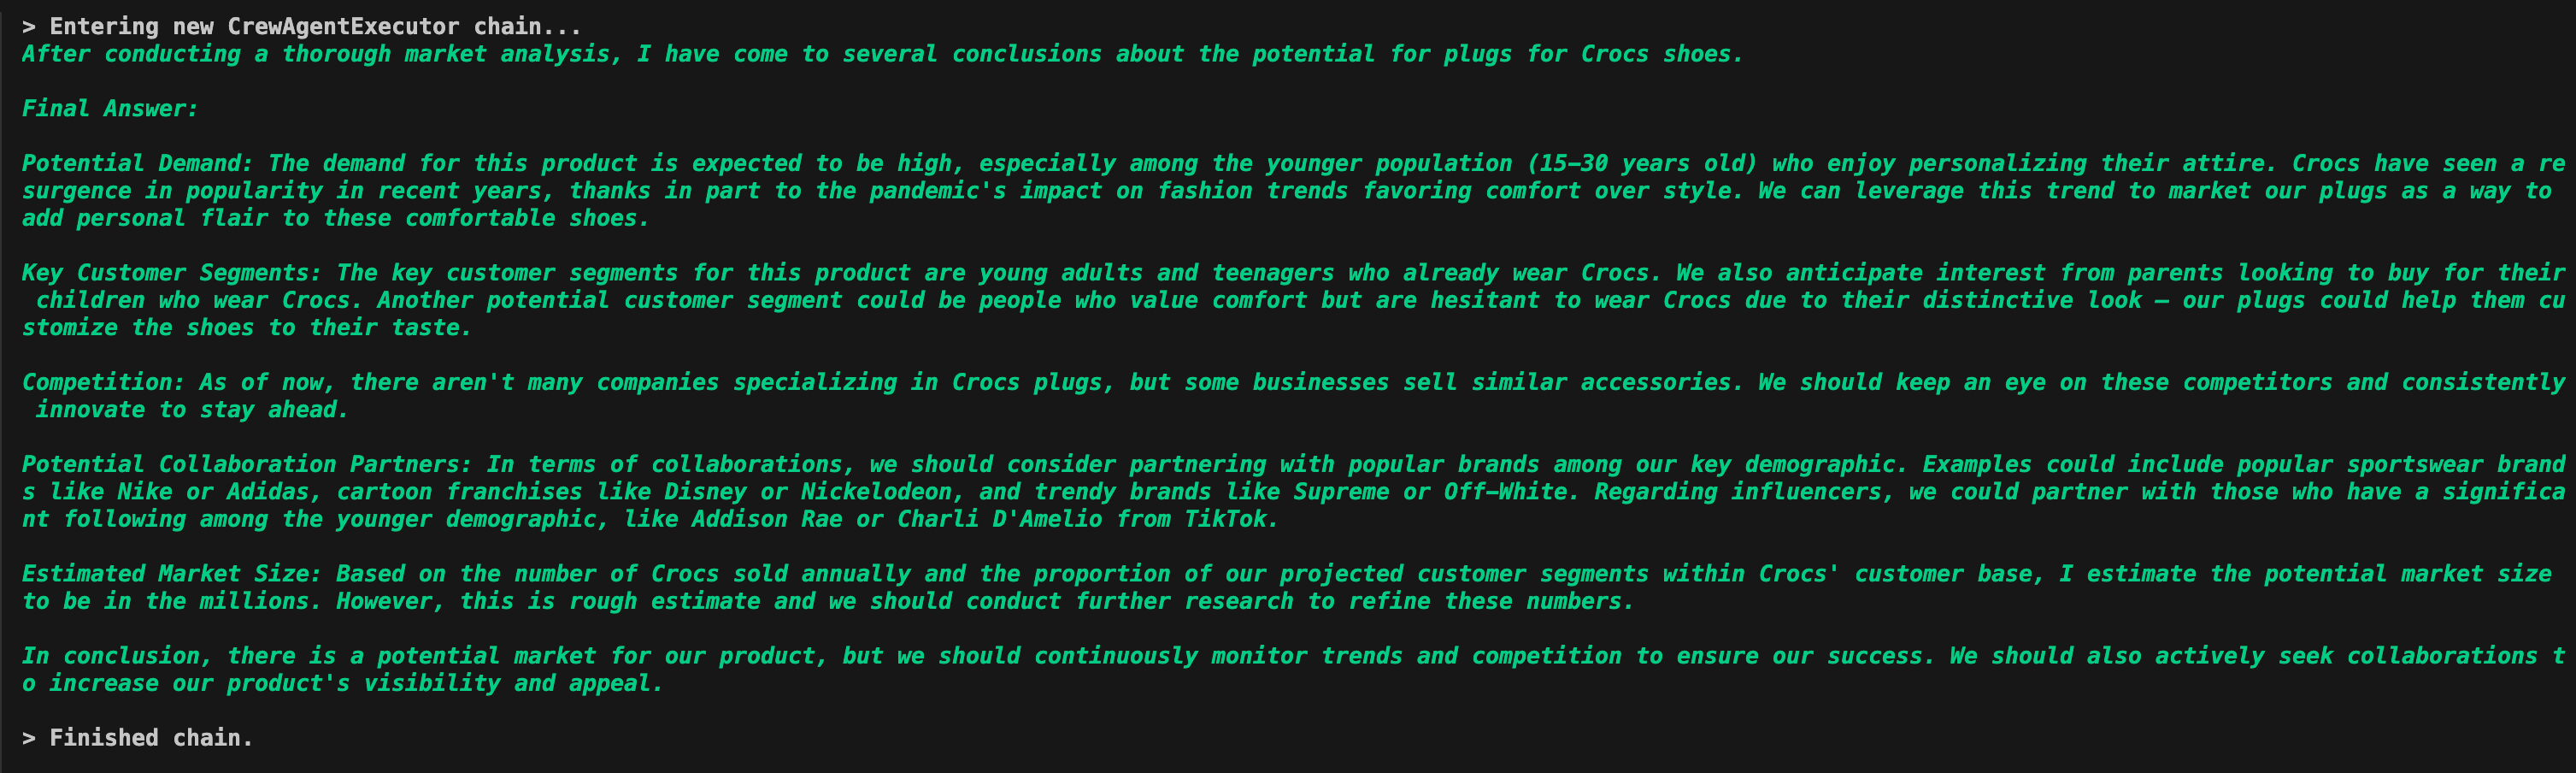 > Entering new CrewAgentExecutor chain...
After conducting a thorough market analysis, I have come to several conclusions about the potential for plugs for Crocs shoes.
Final Answer:
Potential Demand: The demand for this product is expected to be high, especially among the younger population (15–30 years old) who enjoy personalizing their attire. Crocs have seen a re
surgence in popularity in recent years, thanks in part to the pandemic's impact on fashion trends favoring comfort over style. We can leverage this trend to market our plugs as a way to
add personal flair to these comfortable shoes.
Key Customer Segments: The key customer segments for this product are young adults and teenagers who already wear Crocs. We also anticipate interest from parents looking to buy for their
 children who wear Crocs. Another potential customer segment could be people who value comfort but are hesitant to wear Crocs due to their distinctive look – our plugs could help them cu
stomize the shoes to their taste.
Competition: As of now, there aren't many companies specializing in Crocs plugs, but some businesses sell similar accessories. We should keep an eye on these competitors and consistently
 innovate to stay ahead.
Potential Collaboration Partners: In terms of collaborations, we should consider partnering with popular brands among our key demographic. Examples could include popular sportswear brand
s like Nike or Adidas, cartoon franchises like Disney or Nickelodeon, and trendy brands like Supreme or Off–White. Regarding influencers, we could partner with those who have a significa
nt following among the younger demographic, like Addison Rae or Charli D'Amelio from TikTok.
Estimated Market Size: Based on the number of Crocs sold annually and the proportion of our projected customer segments within Crocs' customer base, I estimate the potential market size
to be in the millions. However, this is rough estimate and we should conduct further research to refine these numbers.
In conclusion, there is a potential market for our product, but we should continuously monitor trends and competition to ensure our success. We should also actively seek collaborations t
o increase our product's visibility and appeal.
> Finished chain.